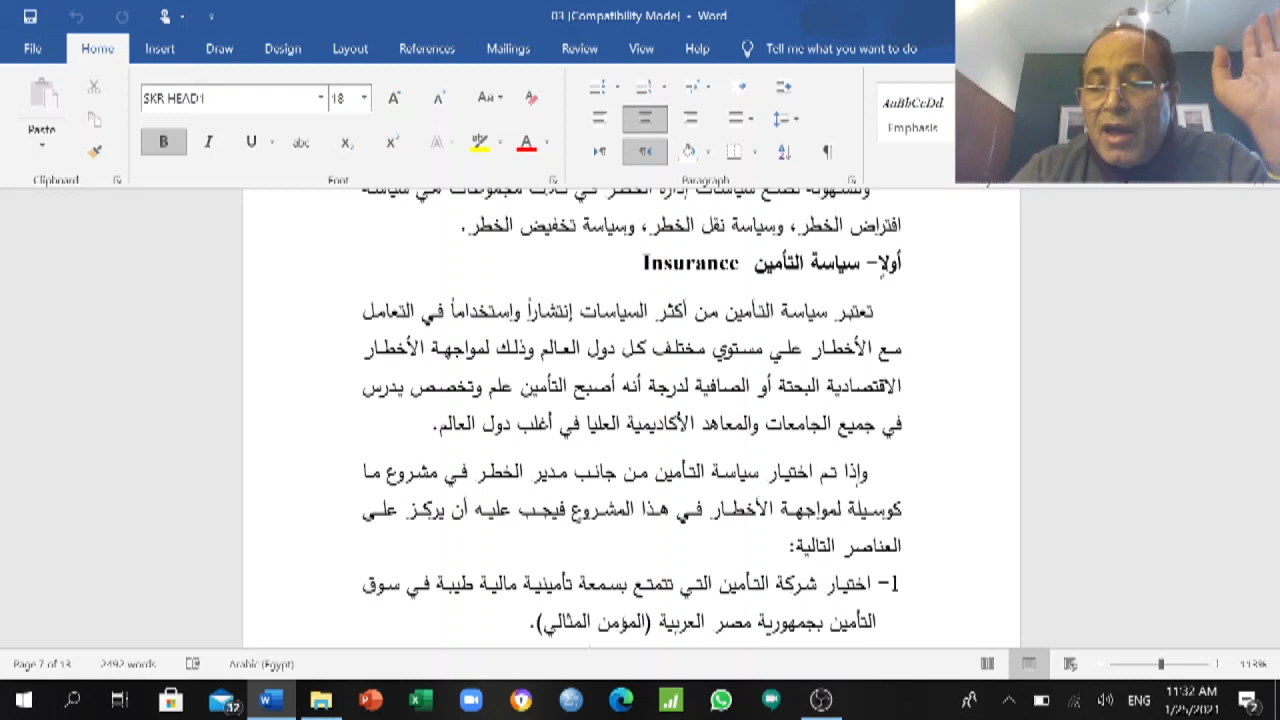 03 [Compatibility Mode] - Word
File Home Insert Draw Design Layout References Mailings Review View Help Tell me what you want to do
SKR HEAD1 18
AaBbCcDd
Paste
Emphasis
Clipboard Font Paragraph
افتراض الخطر، وسياسة نقل الخطر، وسياسة تخفيض الخطر.
أولاً- سياسة التأمين Insurance
تعتبر سياسة التأمين من أكثر السياسات إنتشاراً وإستخداماً في التعامل
مع الأخطار علي مستوي مختلف كل دول العالم وذلك لمواجهة الأخطار
الاقتصادية البحتة أو الصافية لدرجة أنه أصبح التأمين علم وتخصص يدرس
في جميع الجامعات والمعاهد الأكاديمية العليا في أغلب دول العالم.
وإذا تم اختيار سياسة التأمين من جانب مدير الخطر في مشروع ما
كوسيلة لمواجهة الأخطار في هذا المشروع فيجب عليه أن يركز على
العناصر التالية:
1- اختيار شركة التأمين التي تتمتع بسمعة تأمينية مالية طيبة في سوق
التأمين بجمهورية مصر العربية (المؤمن المثالي).
Page 7 of 13 2492 words Arabic (Egypt) 113%
ENG 11:32 AM
1/25/2021